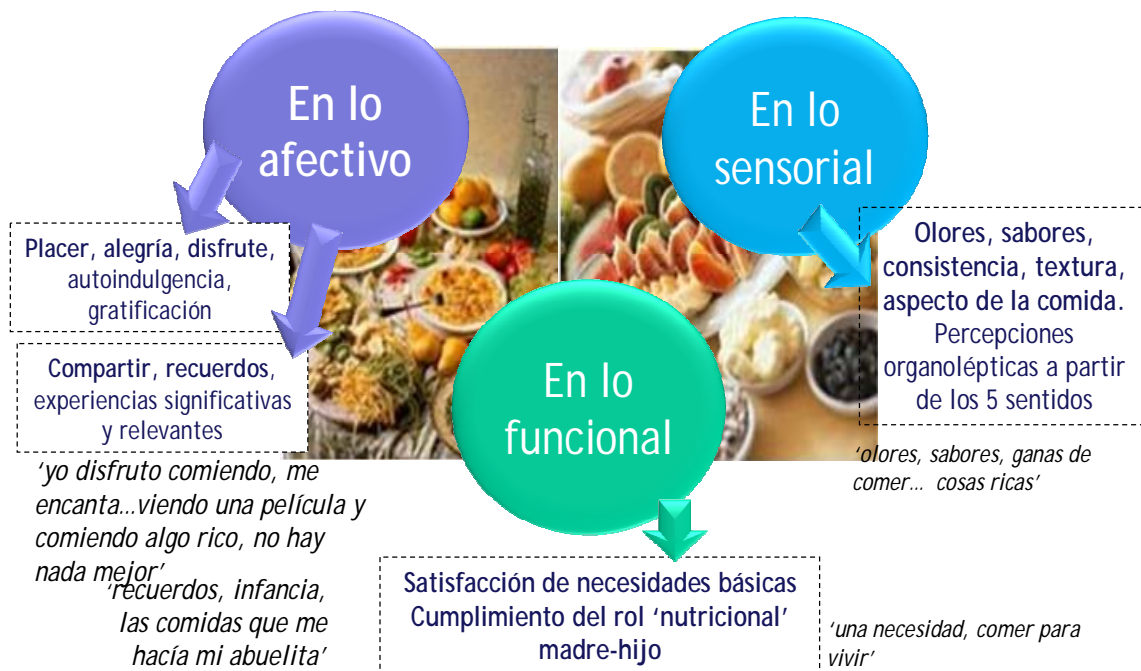 En lo
afectivo
Placer, alegría, disfrute,
autoindulgencia,
gratificación
Compartir, recuerdos,
experiencias significativas
y relevantes
‘yo disfruto comiendo, me
encanta…viendo una película y
comiendo algo rico, no hay
nada mejor’
‘recuerdos, infancia,
las comidas que me
hacía mi abuelita’
En lo
funcional
Satisfacción de necesidades básicas
Cumplimiento del rol ‘nutricional’
madre-hijo
‘una necesidad, comer para
vivir’
En lo
sensorial
Olores, sabores,
consistencia, textura,
aspecto de la comida.
Percepciones
organolépticas a partir
de los 5 sentidos
‘olores, sabores, ganas de
comer… cosas ricas’